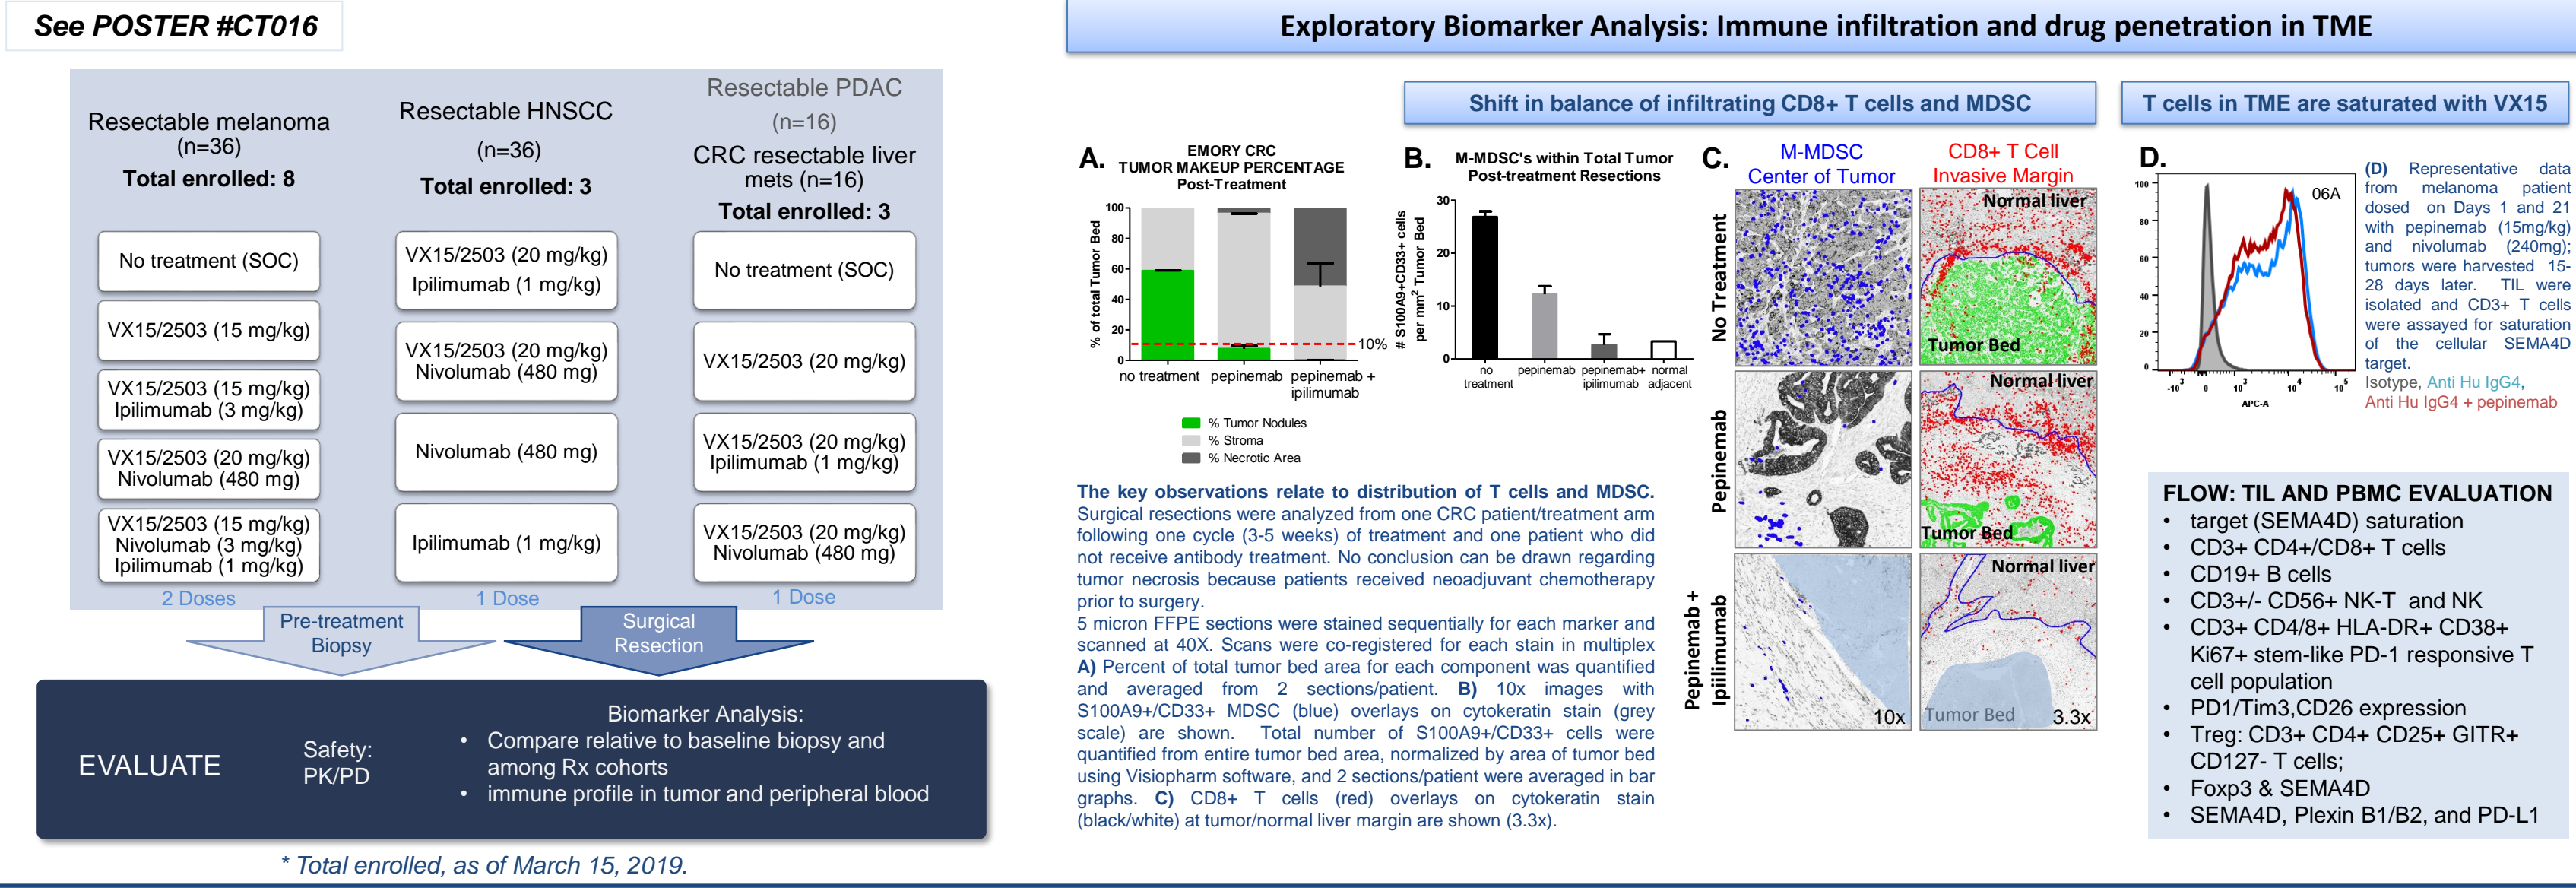 See POSTER #CT016
Resectable melanoma
(n=36)
Total enrolled: 8
No treatment (SOC)
VX15/2503 (15 mg/kg)
VX15/2503 (15 mg/kg)
Ipilimumab (3 mg/kg)
VX15/2503 (20 mg/kg)
Nivolumab (480 mg)
VX15/2503 (15 mg/kg)
Nivolumab (3 mg/kg)
Ipilimumab (1 mg/kg)
2 Doses
Resectable HNSCC
(n=36)
Total enrolled: 3
VX15/2503 (20 mg/kg)
Ipilimumab (1 mg/kg)
VX15/2503 (20 mg/kg)
Nivolumab (480 mg)
Nivolumab (480 mg)
Ipilimumab (1 mg/kg)
1 Dose
Resectable PDAC
(n=16)
CRC resectable liver
mets (n=16)
Total enrolled: 3
No treatment (SOC)
VX15/2503 (20 mg/kg)
VX15/2503 (20 mg/kg)
Ipilimumab (1 mg/kg)
VX15/2503 (20 mg/kg)
Nivolumab (480 mg)
1 Dose
Pre-treatment
Biopsy
Surgical
Resection
EVALUATE
Safety:
PK/PD
Biomarker Analysis:
• Compare relative to baseline biopsy and
among Rx cohorts
• immune profile in tumor and peripheral blood
* Total enrolled, as of March 15, 2019.
Exploratory Biomarker Analysis: Immune infiltration and drug penetration in TME
Shift in balance of infiltrating CD8+ T cells and MDSC
T cells in TME are saturated with VX15
A.
EMORY CRC
TUMOR MAKEUP PERCENTAGE
Post-Treatment
% of total Tumor Bed
100
80
60
40
20
0
10%
no treatment
pepinemab
pepinemab +
ipilimumab
% Tumor Nodules
% Stroma
% Necrotic Area
B.
M-MDSC's within Total Tumor
Post-treatment Resections
# S100A9+CD33+ cells
per mm² Tumor Bed
30
20
10
0
no
treatment
pepinemab
pepinemab+
ipilimumab
normal
adjacent
The key observations relate to distribution of T cells and MDSC.
Surgical resections were analyzed from one CRC patient/treatment arm
following one cycle (3-5 weeks) of treatment and one patient who did
not receive antibody treatment. No conclusion can be drawn regarding
tumor necrosis because patients received neoadjuvant chemotherapy
prior to surgery.
5 micron FFPE sections were stained sequentially for each marker and
scanned at 40X. Scans were co-registered for each stain in multiplex
A) Percent of total tumor bed area for each component was quantified
and averaged from 2 sections/patient. B) 10x images with
S100A9+/CD33+ MDSC (blue) overlays on cytokeratin stain (grey
scale) are shown. Total number of S100A9+/CD33+ cells were
quantified from entire tumor bed area, normalized by area of tumor bed
using Visiopharm software, and 2 sections/patient were averaged in bar
graphs. C) CD8+ T cells (red) overlays on cytokeratin stain
(black/white) at tumor/normal liver margin are shown (3.3x).
C.
M-MDSC
Center of Tumor
CD8+ T Cell
Invasive Margin
No Treatment
Normal liver
Tumor Bed
Pepinemab
Normal liver
Tumor Bed
Pepinemab +
Ipiilimumab
10x
Normal liver
Tumor Bed
3.3x
D.
100
80
60
40
20
0
06A
-10³
0
10³
10⁴
10⁵
APC-A
(D) Representative data
from melanoma patient
dosed on Days 1 and 21
with pepinemab (15mg/kg)
and nivolumab (240mg);
tumors were harvested 15-
28 days later. TIL were
isolated and CD3+ T cells
were assayed for saturation
of the cellular SEMA4D
target.
Isotype, Anti Hu IgG4,
Anti Hu IgG4 + pepinemab
FLOW: TIL AND PBMC EVALUATION
• target (SEMA4D) saturation
• CD3+ CD4+/CD8+ T cells
• CD19+ B cells
• CD3+/- CD56+ NK-T and NK
• CD3+ CD4/8+ HLA-DR+ CD38+
Ki67+ stem-like PD-1 responsive T
cell population
• PD1/Tim3,CD26 expression
• Treg: CD3+ CD4+ CD25+ GITR+
CD127- T cells;
• Foxp3 & SEMA4D
• SEMA4D, Plexin B1/B2, and PD-L1